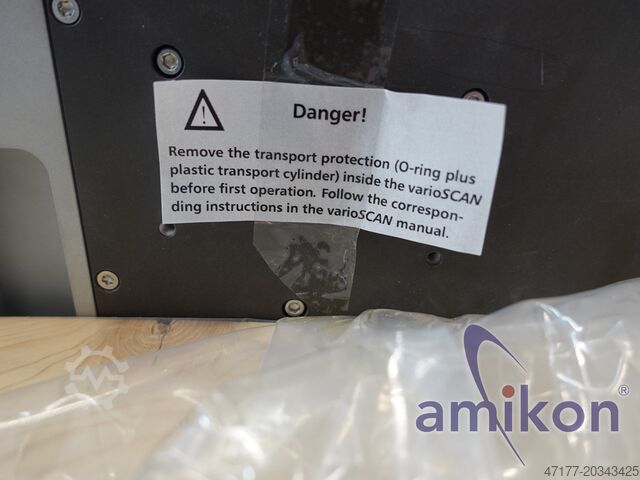 Danger!
Remove the transport protection (O-ring plus
plastic transport cylinder) inside the varioSCAN
before first operation. Follow the correspon-
ding instructions in the varioSCAN manual.
amikon®
47177-20343425